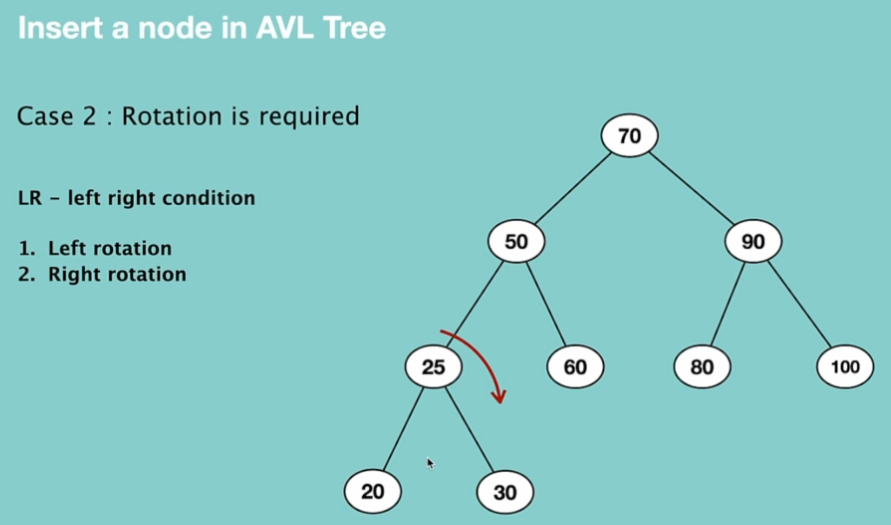 Insert a node in AVL Tree
Case 2 : Rotation is required
LR – left right condition
1. Left rotation
2. Right rotation
70
50
90
25
60
80
100
20
30